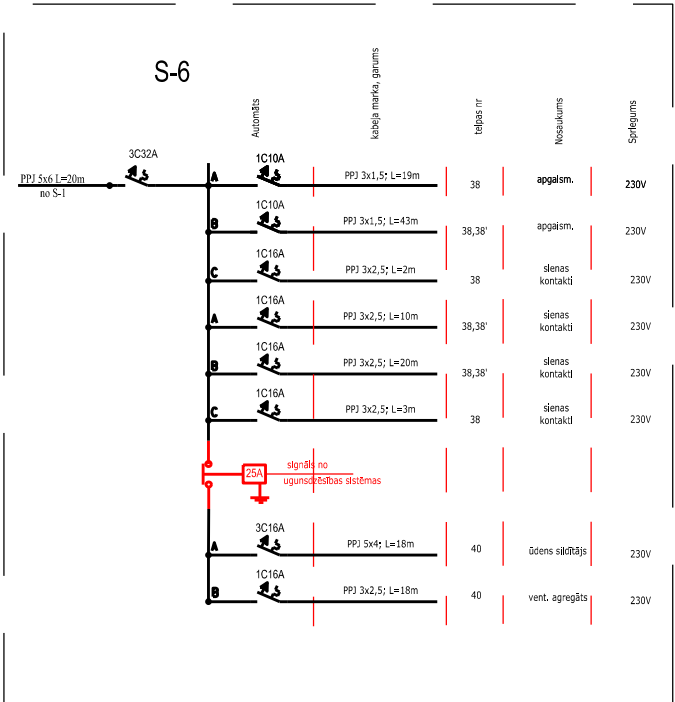 S-6
Automāts
kabeļa marka, garums
telpas nr
Nosaukums
Spriegums
3C32A
PPJ 5x6 L=20m
no S-1
A
1C10A
PPJ 3x1,5; L=19m
38
apgaism.
230V
B
1C10A
PPJ 3x1,5; L=43m
38,38'
apgaism.
230V
C
1C16A
PPJ 3x2,5; L=2m
38
sienas
kontakti
230V
A
1C16A
PPJ 3x2,5; L=10m
38,38'
sienas
kontakti
230V
B
1C16A
PPJ 3x2,5; L=20m
38,38'
sienas
kontakti
230V
C
1C16A
PPJ 3x2,5; L=3m
38
sienas
kontakti
230V
25A
signāls no
ugunsdzēsības sistēmas
A
3C16A
PPJ 5x4; L=18m
40
ūdens sildītājs
230V
B
1C16A
PPJ 3x2,5; L=18m
40
vent. agregāts
230V